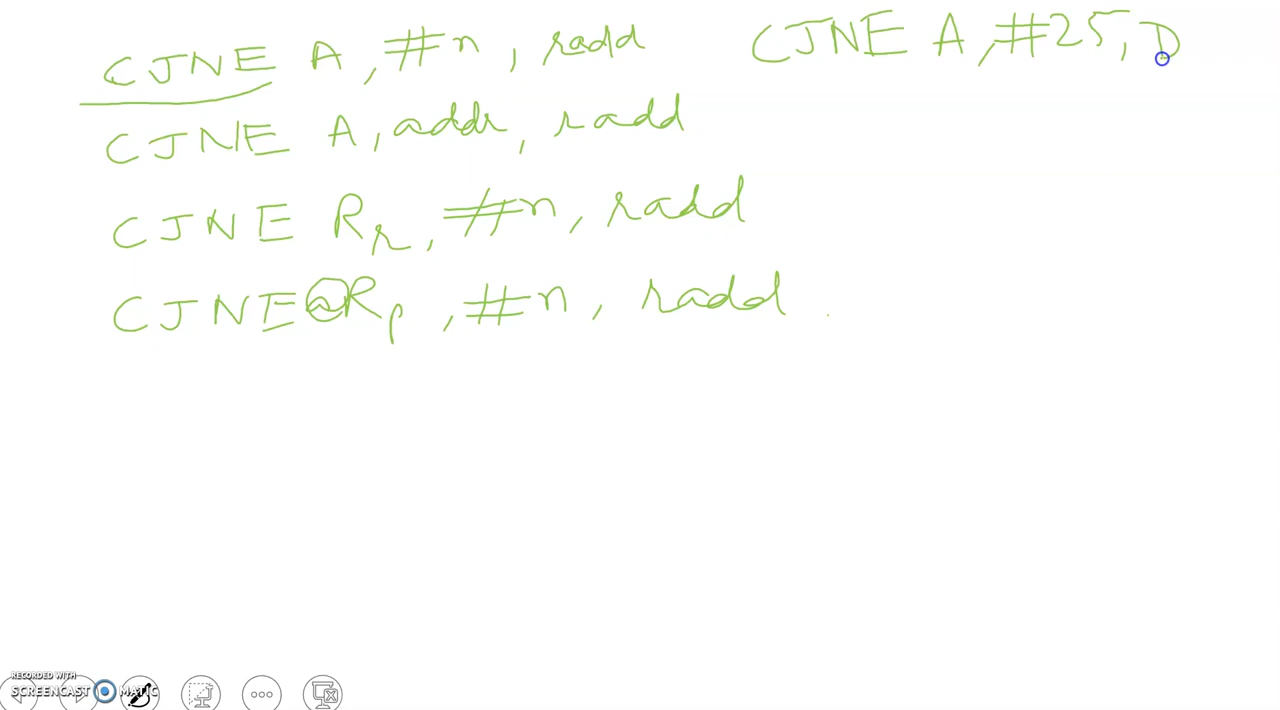 CJNE A, #n, radd
CJNE A, #25, D
CJNE A, addr, radd
CJNE Rr, #n, radd
CJNE @Rp, #n, radd
RECORDED WITH
SCREENCAST MATIC